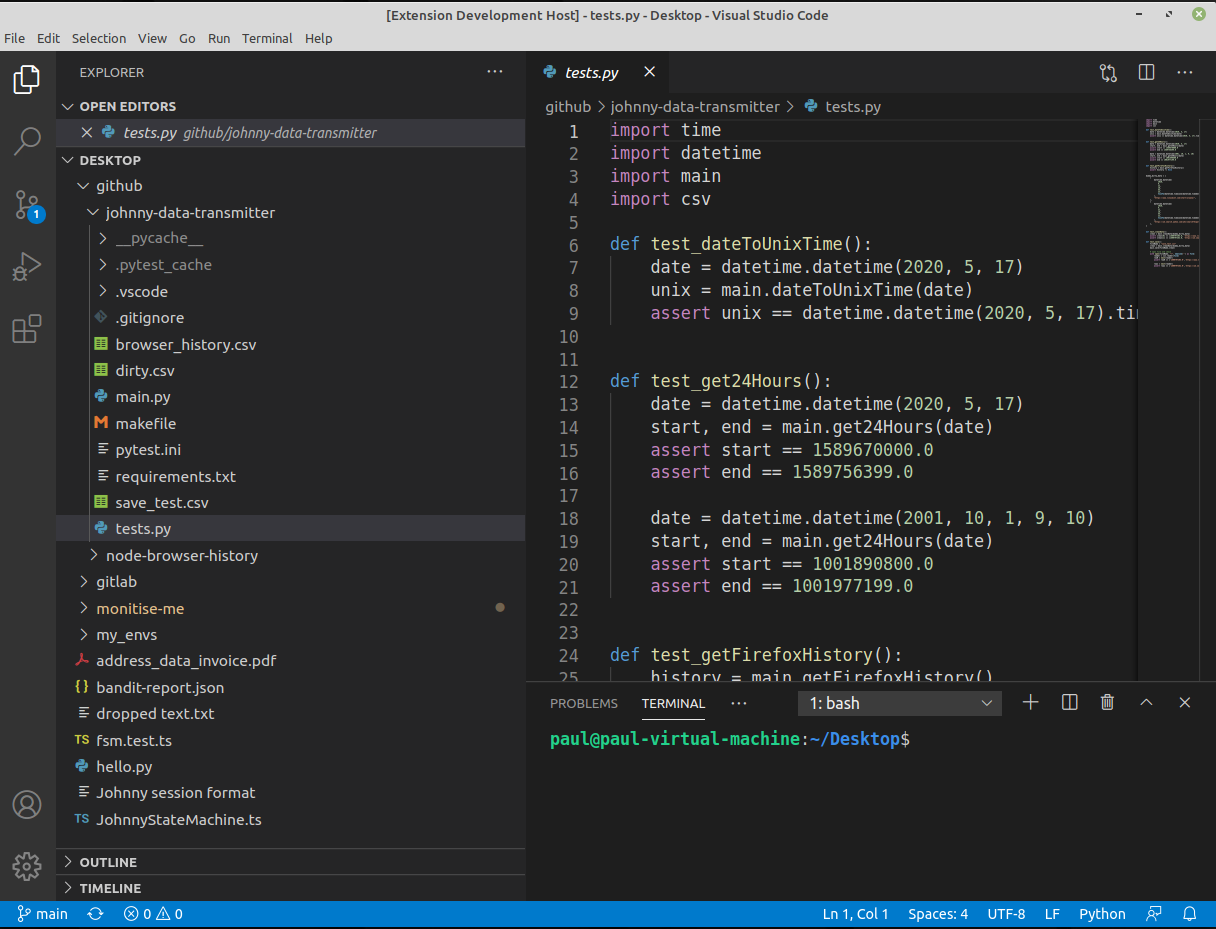 [Extension Development Host] - tests.py - Desktop - Visual Studio Code
File Edit Selection View Go Run Terminal Help
EXPLORER
OPEN EDITORS
tests.py github/johnny-data-transmitter
DESKTOP
github
johnny-data-transmitter
__pycache__
.pytest_cache
.vscode
.gitignore
browser_history.csv
dirty.csv
main.py
makefile
pytest.ini
requirements.txt
save_test.csv
tests.py
node-browser-history
gitlab
monitise-me
my_envs
address_data_invoice.pdf
bandit-report.json
dropped text.txt
TS fsm.test.ts
hello.py
Johnny session format
TS JohnnyStateMachine.ts
OUTLINE
TIMELINE
1
tests.py
github > johnny-data-transmitter > tests.py
1 import time
2 import datetime
3 import main
4 import csv
5
6 def test_dateToUnixTime():
7 date = datetime.datetime(2020, 5, 17)
8 unix = main.dateToUnixTime(date)
9 assert unix == datetime.datetime(2020, 5, 17).ti
10
11
12 def test_get24Hours():
13 date = datetime.datetime(2020, 5, 17)
14 start, end = main.get24Hours(date)
15 assert start == 1589670000.0
16 assert end == 1589756399.0
17
18 date = datetime.datetime(2001, 10, 1, 9, 10)
19 start, end = main.get24Hours(date)
20 assert start == 1001890800.0
21 assert end == 1001977199.0
22
23
24 def test_getFirefoxHistory():
25 history = main.getFirefoxHistory()
PROBLEMS TERMINAL ··· 1: bash
paul@paul-virtual-machine:~/Desktop$
main 0 0 Ln 1, Col 1 Spaces: 4 UTF-8 LF Python